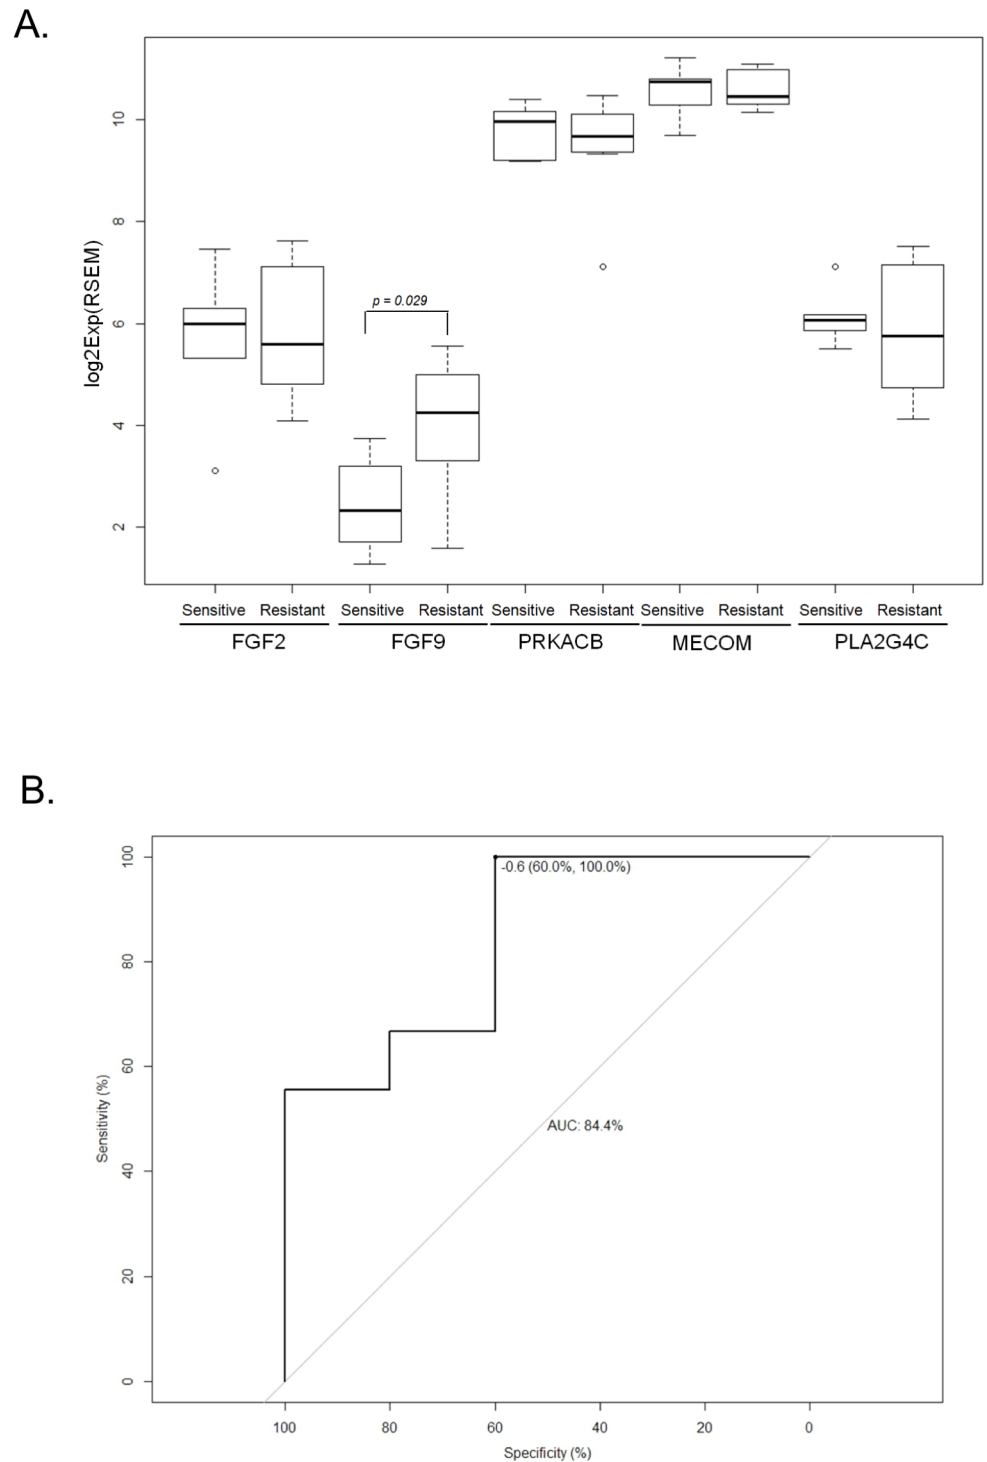 A.
log2Exp(RSEM)
10
8
6
4
2
p = 0.029
Sensitive Resistant Sensitive Resistant Sensitive Resistant Sensitive Resistant Sensitive Resistant
FGF2 FGF9 PRKACB MECOM PLA2G4C
B.
Sensitivity (%)
100
80
60
40
20
0
-0.6 (60.0%, 100.0%)
AUC: 84.4%
100 80 60 40 20 0
Specificity (%)